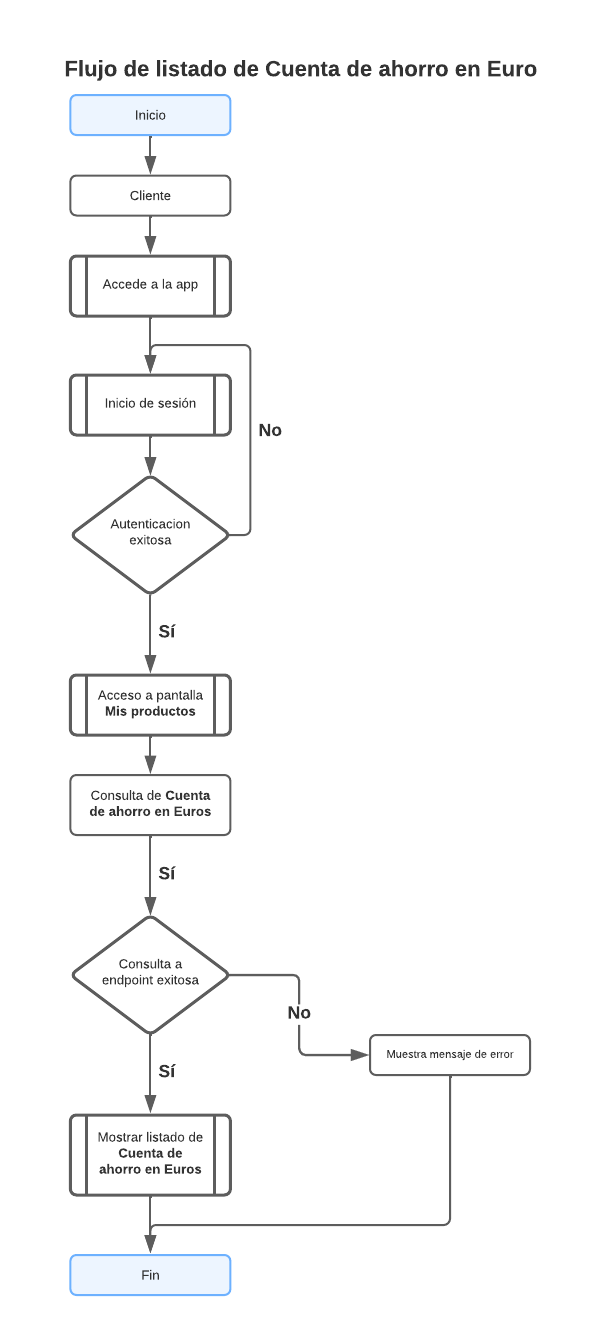 Flujo de listado de Cuenta de ahorro en Euro
Inicio
Cliente
Accede a la app
Inicio de sesión
No
Autenticacion
exitosa
Sí
Acceso a pantalla
Mis productos
Consulta de Cuenta
de ahorro en Euros
Sí
Consulta a
endpoint exitosa
No
Muestra mensaje de error
Sí
Mostrar listado de
Cuenta de
ahorro en Euros
Fin